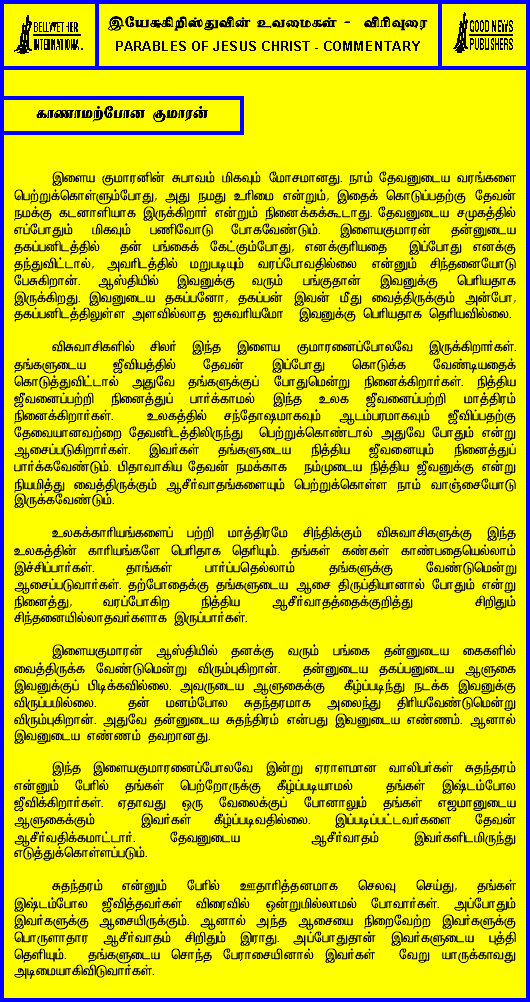 BELLWETHER
INTERNATIONAL.
இயேசுகிறிஸ்துவின் உவமைகள் - விரிவுரை
PARABLES OF JESUS CHRIST - COMMENTARY
GOOD NEWS
PUBLISHERS
காணாமற்போன குமாரன்
இளைய குமாரனின் சுபாவம் மிகவும் மோசமானது. நாம் தேவனுடைய வரங்களை
பெற்றுக்கொள்ளும்போது, அது நமது உரிமை என்றும், இதைக் கொடுப்பதற்கு தேவன்
நமக்கு கடனாளியாக இருக்கிறார் என்றும் நினைக்கக்கூடாது. தேவனுடைய சமுகத்தில்
எப்போதும் மிகவும் பணிவோடு போகவேண்டும். இளையகுமாரன் தன்னுடைய
தகப்பனிடத்தில் தன் பங்கைக் கேட்கும்போது, எனக்குரியதை இப்போது எனக்கு
தந்துவிட்டால், அவரிடத்தில் மறுபடியும் வரப்போவதில்லை என்னும் சிந்தனையோடு
பேசுகிறான். ஆஸ்தியில் இவனுக்கு வரும் பங்குதான் இவனுக்கு பெரியதாக
இருக்கிறது. இவனுடைய தகப்பனோ, தகப்பன் இவன் மீது வைத்திருக்கும் அன்போ,
தகப்பனிடத்திலுள்ள அளவில்லாத ஐசுவரியமோ இவனுக்கு பெரியதாக தெரியவில்லை.
விசுவாசிகளில் சிலர் இந்த இளைய குமாரனைப்போலவே இருக்கிறார்கள்.
தங்களுடைய ஜீவியத்தில் தேவன் இப்போது கொடுக்க வேண்டியதைக்
கொடுத்துவிட்டால் அதுவே தங்களுக்குப் போதுமென்று நினைக்கிறார்கள். நித்திய
ஜீவனைப்பற்றி நினைத்துப் பார்க்காமல் இந்த உலக ஜீவனைப்பற்றி மாத்திரம்
நினைக்கிறார்கள். உலகத்தில் சந்தோஷமாகவும் ஆடம்பரமாகவும் ஜீவிப்பதற்கு
தேவையானவற்றை தேவனிடத்திலிருந்து பெற்றுக்கொண்டால் அதுவே போதும் என்று
ஆசைபடுகிறார்கள். இவர்கள் தங்களுடைய நித்திய ஜீவனையும் நினைத்துப்
பார்க்கவேண்டும். பிதாவாகிய தேவன் நமக்காக நம்முடைய நித்திய ஜீவனுக்கு என்று
நியமித்து வைத்திருக்கும் ஆசீர்வாதங்களையும் பெற்றுக்கொள்ள நாம் வாஞ்சையோடு
இருக்கவேண்டும்.
உலகக்காரியங்களைப் பற்றி மாத்திரமே சிந்திக்கும் விசுவாசிகளுக்கு இந்த
உலகத்தின் காரியங்களே பெரிதாக தெரியும். தங்கள் கண்கள் காண்பதையெல்லாம்
இச்சிப்பார்கள். தாங்கள் பார்ப்பதெல்லாம் தங்களுக்கு வேண்டுமென்று
ஆசைபடுவார்கள். தற்போதைக்கு தங்களுடைய ஆசை திருப்தியானால் போதும் என்று
நினைத்து, வரப்போகிற நித்திய ஆசீர்வாதத்தைக்குறித்து சிறிதும்
சிந்தனையில்லாதவர்களாக இருப்பார்கள்.
இளையகுமாரன் ஆஸ்தியில் தனக்கு வரும் பங்கை தன்னுடைய கைகளில்
வைத்திருக்க வேண்டுமென்று விரும்புகிறான். தன்னுடைய தகப்பனுடைய ஆளுகை
இவனுக்குப் பிடிக்கவில்லை. அவருடைய ஆளுகைக்கு கீழ்ப்படிந்து நடக்க இவனுக்கு
விருப்பமில்லை. தன் மனம்போல சுதந்தரமாக அலைந்து திரியவேண்டுமென்று
விரும்புகிறான். அதுவே தன்னுடைய சுதந்திரம் என்பது இவனுடைய எண்ணம். ஆனால்
இவனுடைய எண்ணம் தவறானது.
இந்த இளையகுமாரனைப்போலவே இன்று ஏராளமான வாலிபர்கள் சுதந்தரம்
என்னும் பேரில் தங்கள் பெற்றோருக்கு கீழ்ப்படியாமல் தங்கள் இஷ்டம்போல
ஜீவிக்கிறார்கள். ஏதாவது ஒரு வேலைக்குப் போனாலும் தங்கள் எஜமானுடைய
ஆளுகைக்கும் இவர்கள் கீழ்ப்படிவதில்லை. இப்படிப்பட்டவர்களை தேவன்
ஆசீர்வதிக்கமாட்டார். தேவனுடைய ஆசீர்வாதம் இவர்களிடமிருந்து
எடுத்துக்கொள்ளப்படும்.
சுதந்தரம் என்னும் பேரில் ஊதாரித்தனமாக செலவு செய்து, தங்கள்
இஷ்டம்போல ஜீவித்தவர்கள் விரைவில் ஒன்றுமில்லாமல் போவார்கள். அப்போதும்
இவர்களுக்கு ஆசையிருக்கும். ஆனால் அந்த ஆசையை நிறைவேற்ற இவர்களுக்கு
பொருளாதார ஆசீர்வாதம் சிறிதும் இராது. அப்போதுதான் இவர்களுடைய புத்தி
தெளியும். தங்களுடைய சொந்த பேராசையினால் இவர்கள் வேறு யாருக்காவது
அடிமையாகிவிடுவார்கள்.